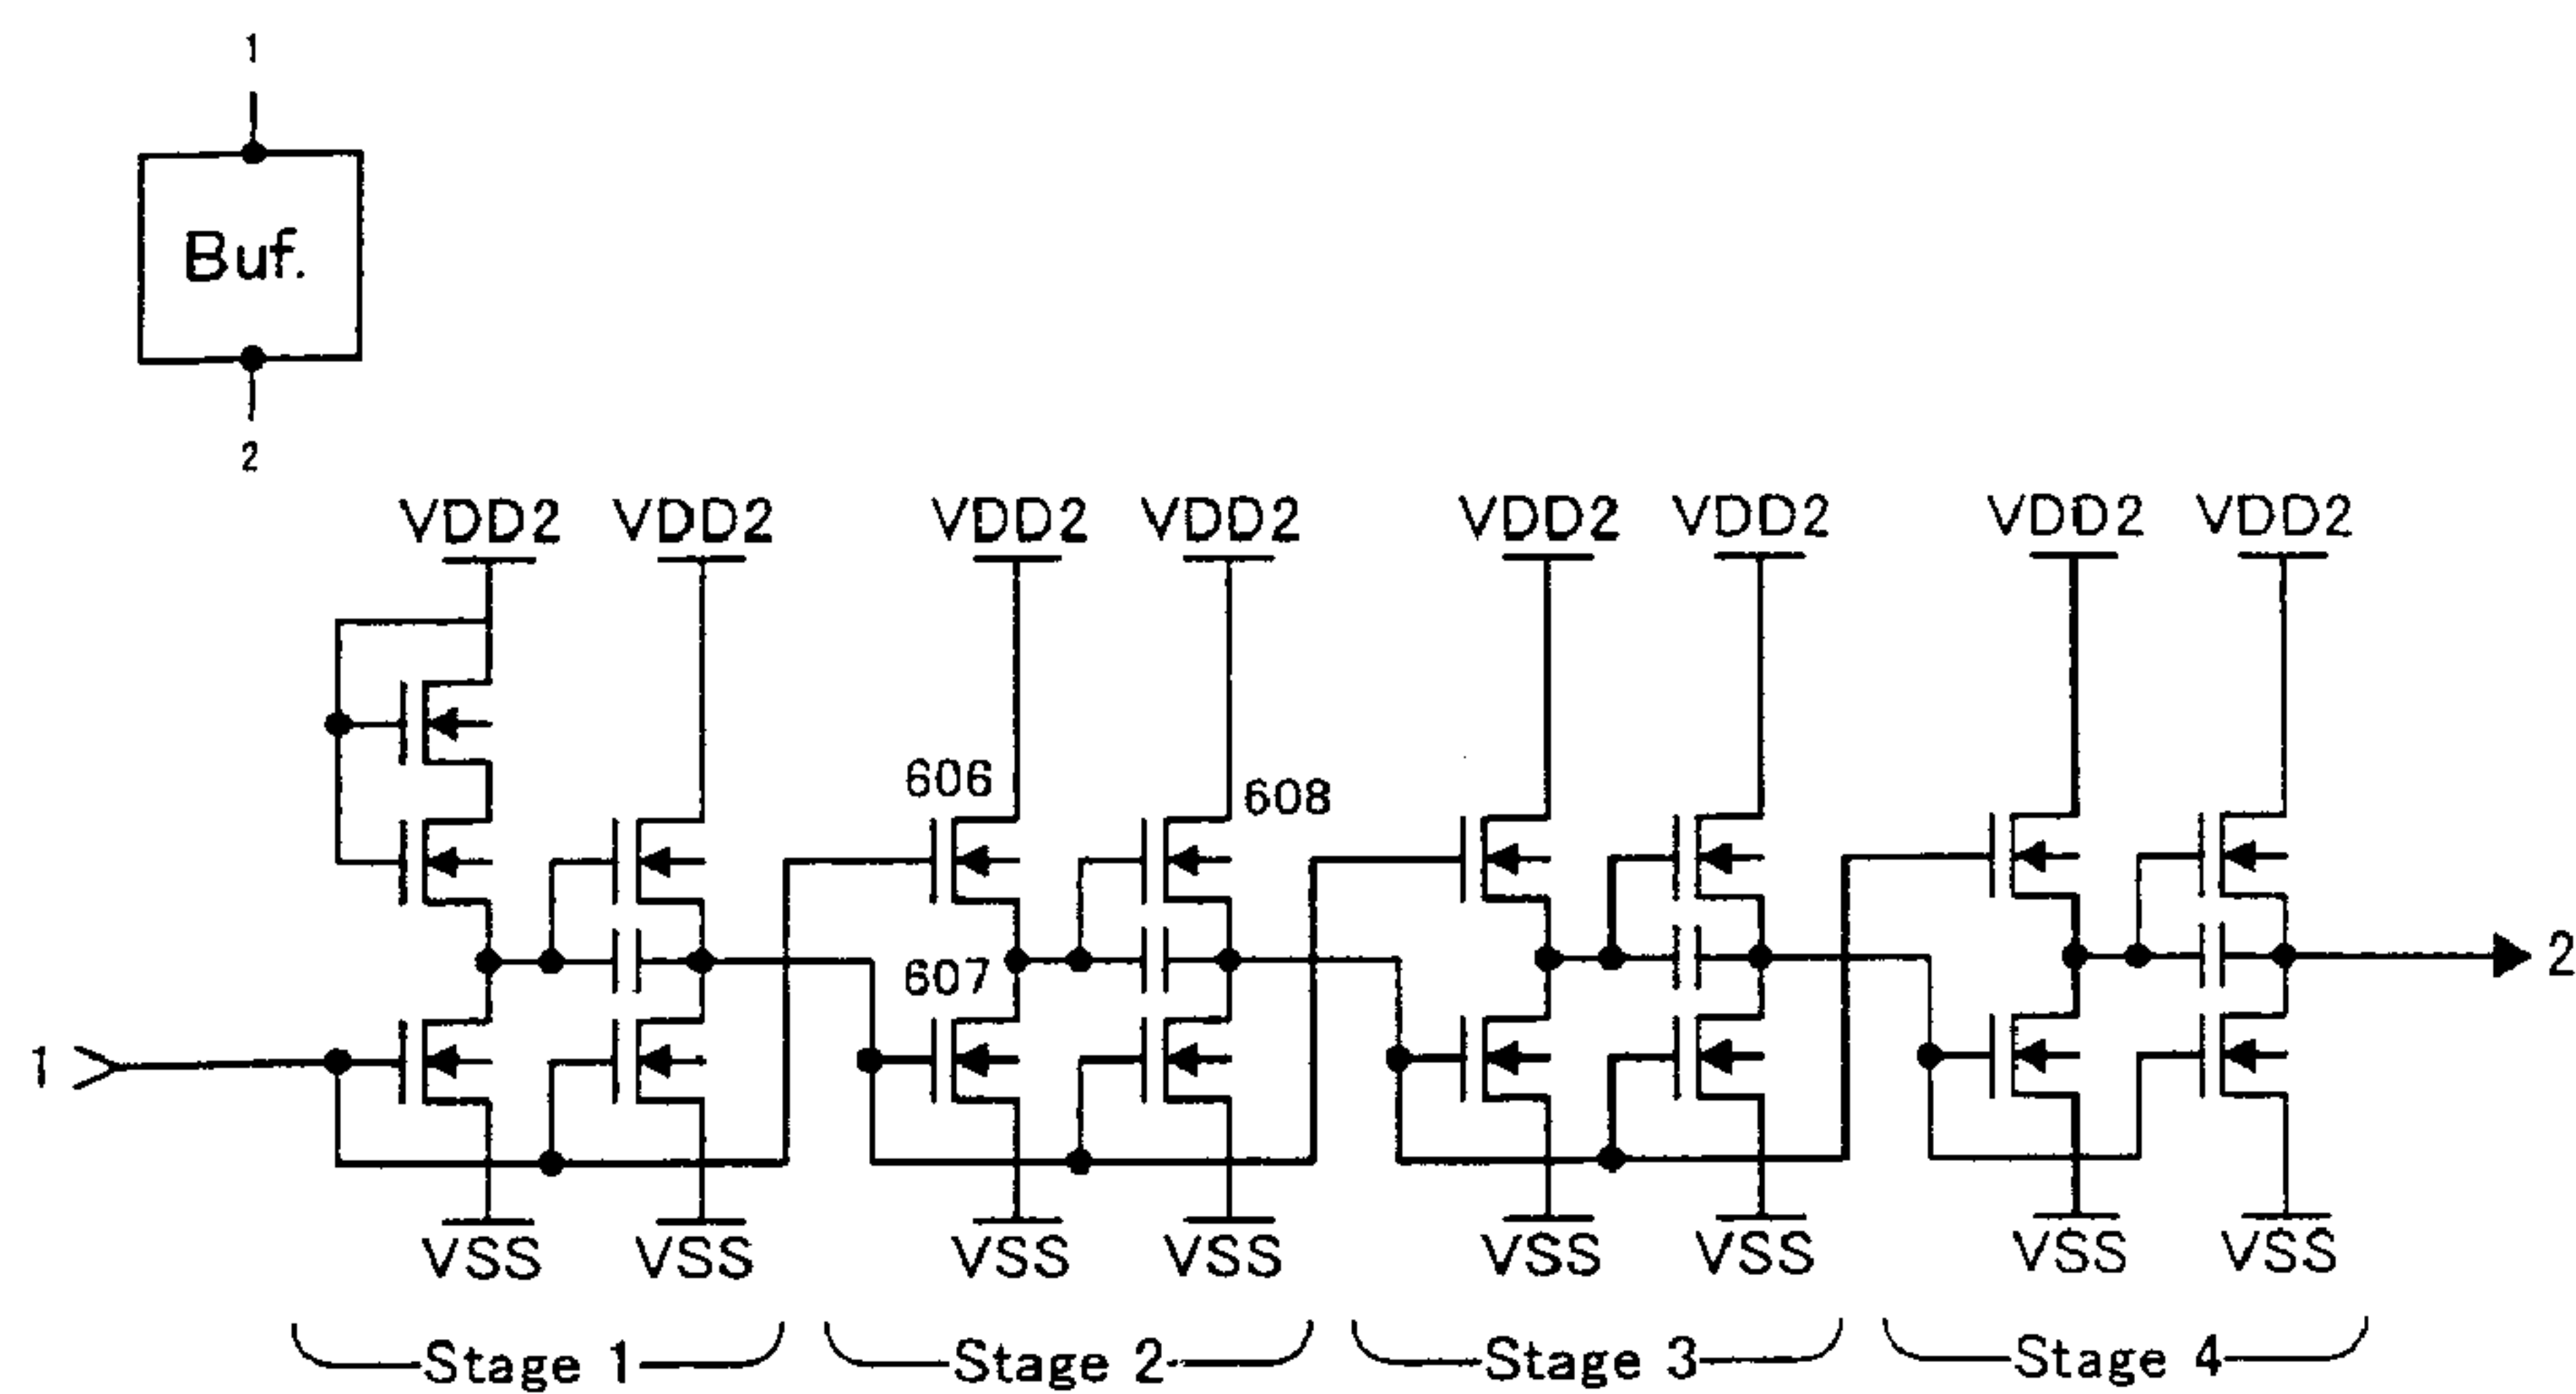 1
Buf.
2
VDD2 VDD2 VDD2 VDD2 VDD2 VDD2 VDD2 VDD2
606
608
607
2
1
VSS VSS VSS VSS VSS VSS VSS VSS
Stage 1 Stage 2 Stage 3 Stage 4